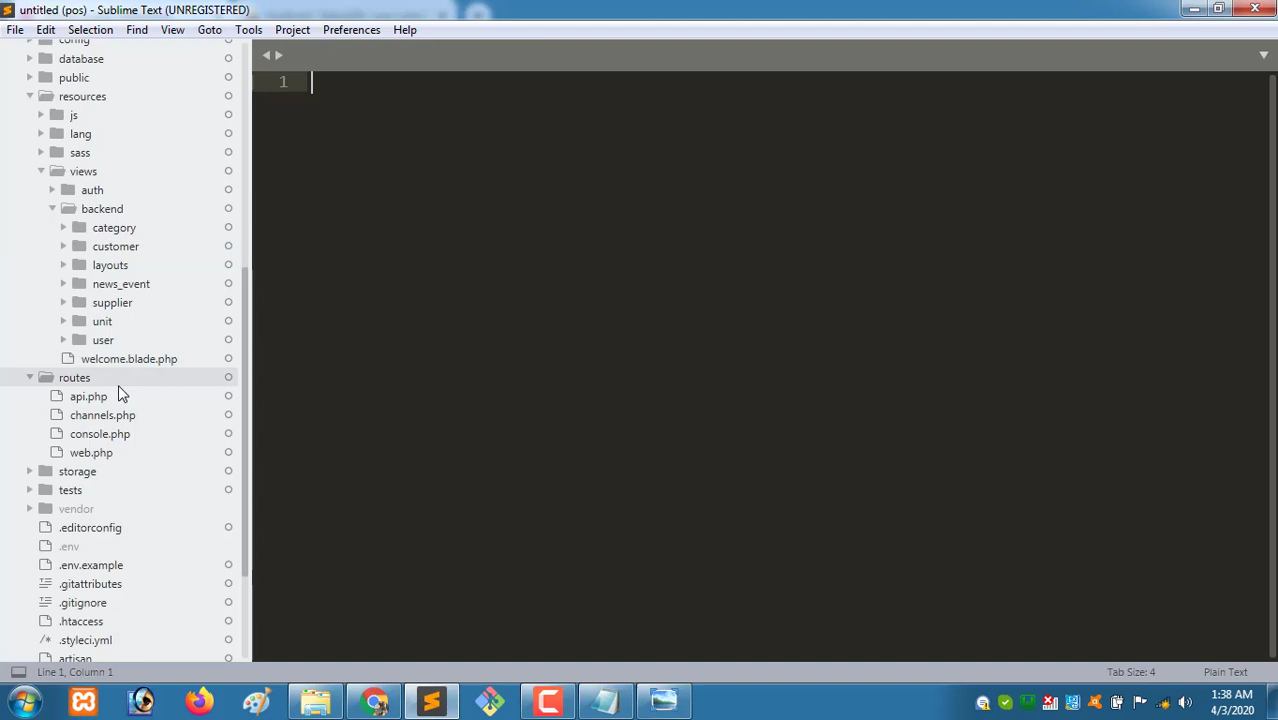 untitled (pos) - Sublime Text (UNREGISTERED)
File Edit Selection Find View Goto Tools Project Preferences Help
config
database
public
resources
js
lang
sass
views
auth
backend
category
customer
layouts
news_event
supplier
unit
user
welcome.blade.php
routes
api.php
channels.php
console.php
web.php
storage
tests
vendor
.editorconfig
.env
.env.example
.gitattributes
.gitignore
.htaccess
/* .styleci.yml
artisan
1
Line 1, Column 1
Tab Size: 4
Plain Text
1:38 AM
4/3/2020